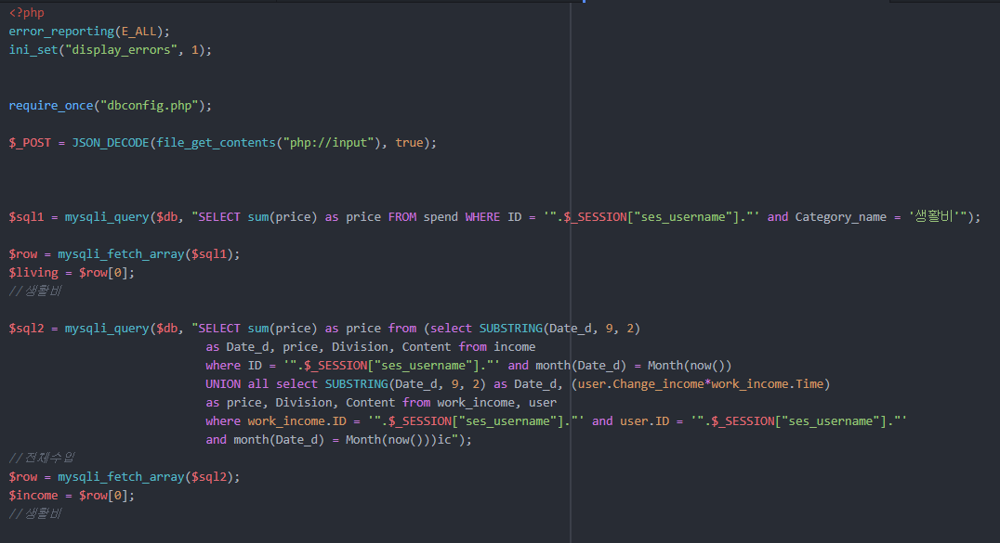 <?php
error_reporting(E_ALL);
ini_set("display_errors", 1);
require_once("dbconfig.php");
$_POST = JSON_DECODE(file_get_contents("php://input"), true);
$sql1 = mysqli_query($db, "SELECT sum(price) as price FROM spend WHERE ID = '".$_SESSION["ses_username"]."' and Category_name = '생활비'");
$row = mysqli_fetch_array($sql1);
$living = $row[0];
//생활비
$sql2 = mysqli_query($db, "SELECT sum(price) as price from (select SUBSTRING(Date_d, 9, 2)
as Date_d, price, Division, Content from income
where ID = '".$_SESSION["ses_username"]."' and month(Date_d) = Month(now())
UNION all select SUBSTRING(Date_d, 9, 2) as Date_d, (user.Change_income*work_income.Time)
as price, Division, Content from work_income, user
where work_income.ID = '".$_SESSION["ses_username"]."' and user.ID = '".$_SESSION["ses_username"]."'
and month(Date_d) = Month(now()))ic");
//전체수입
$row = mysqli_fetch_array($sql2);
$income = $row[0];
//생활비